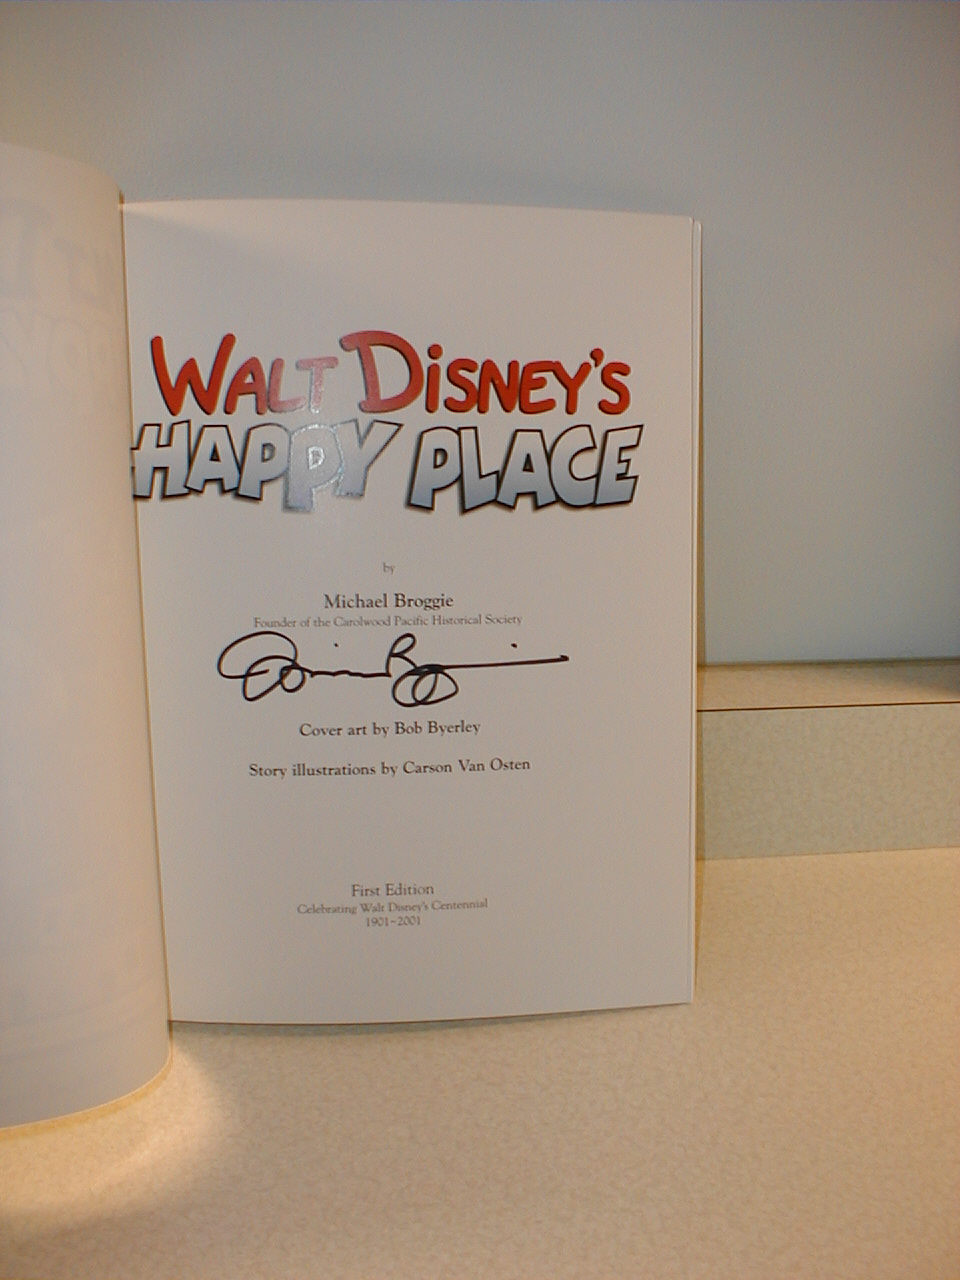 WALT DISNEY'S
HAPPY PLACE
by
Michael Broggie
Founder of the Carolwood Pacific Historical Society
Cover art by Bob Byerley
Story illustrations by Carson Van Osten
First Edition
Celebrating Walt Disney's Centennial
1901~2001